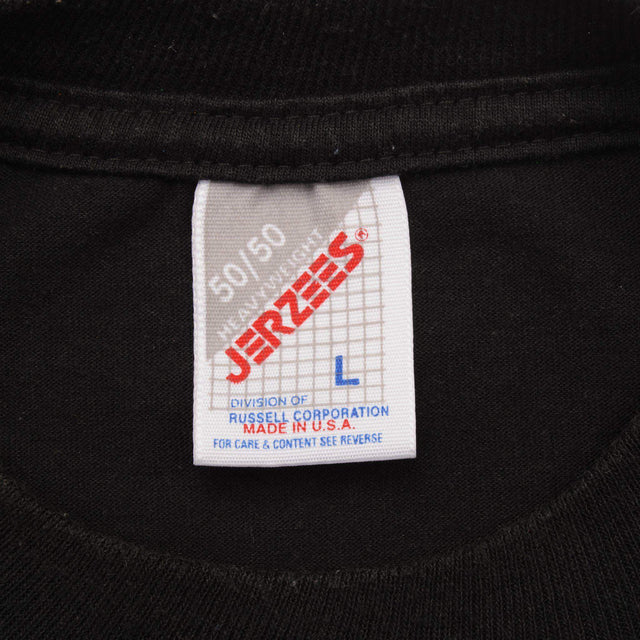 50/50
HEAVYWEIGHT
JERZEES®
L
DIVISION OF
RUSSELL CORPORATION
MADE IN U.S.A.
FOR CARE & CONTENT SEE REVERSE